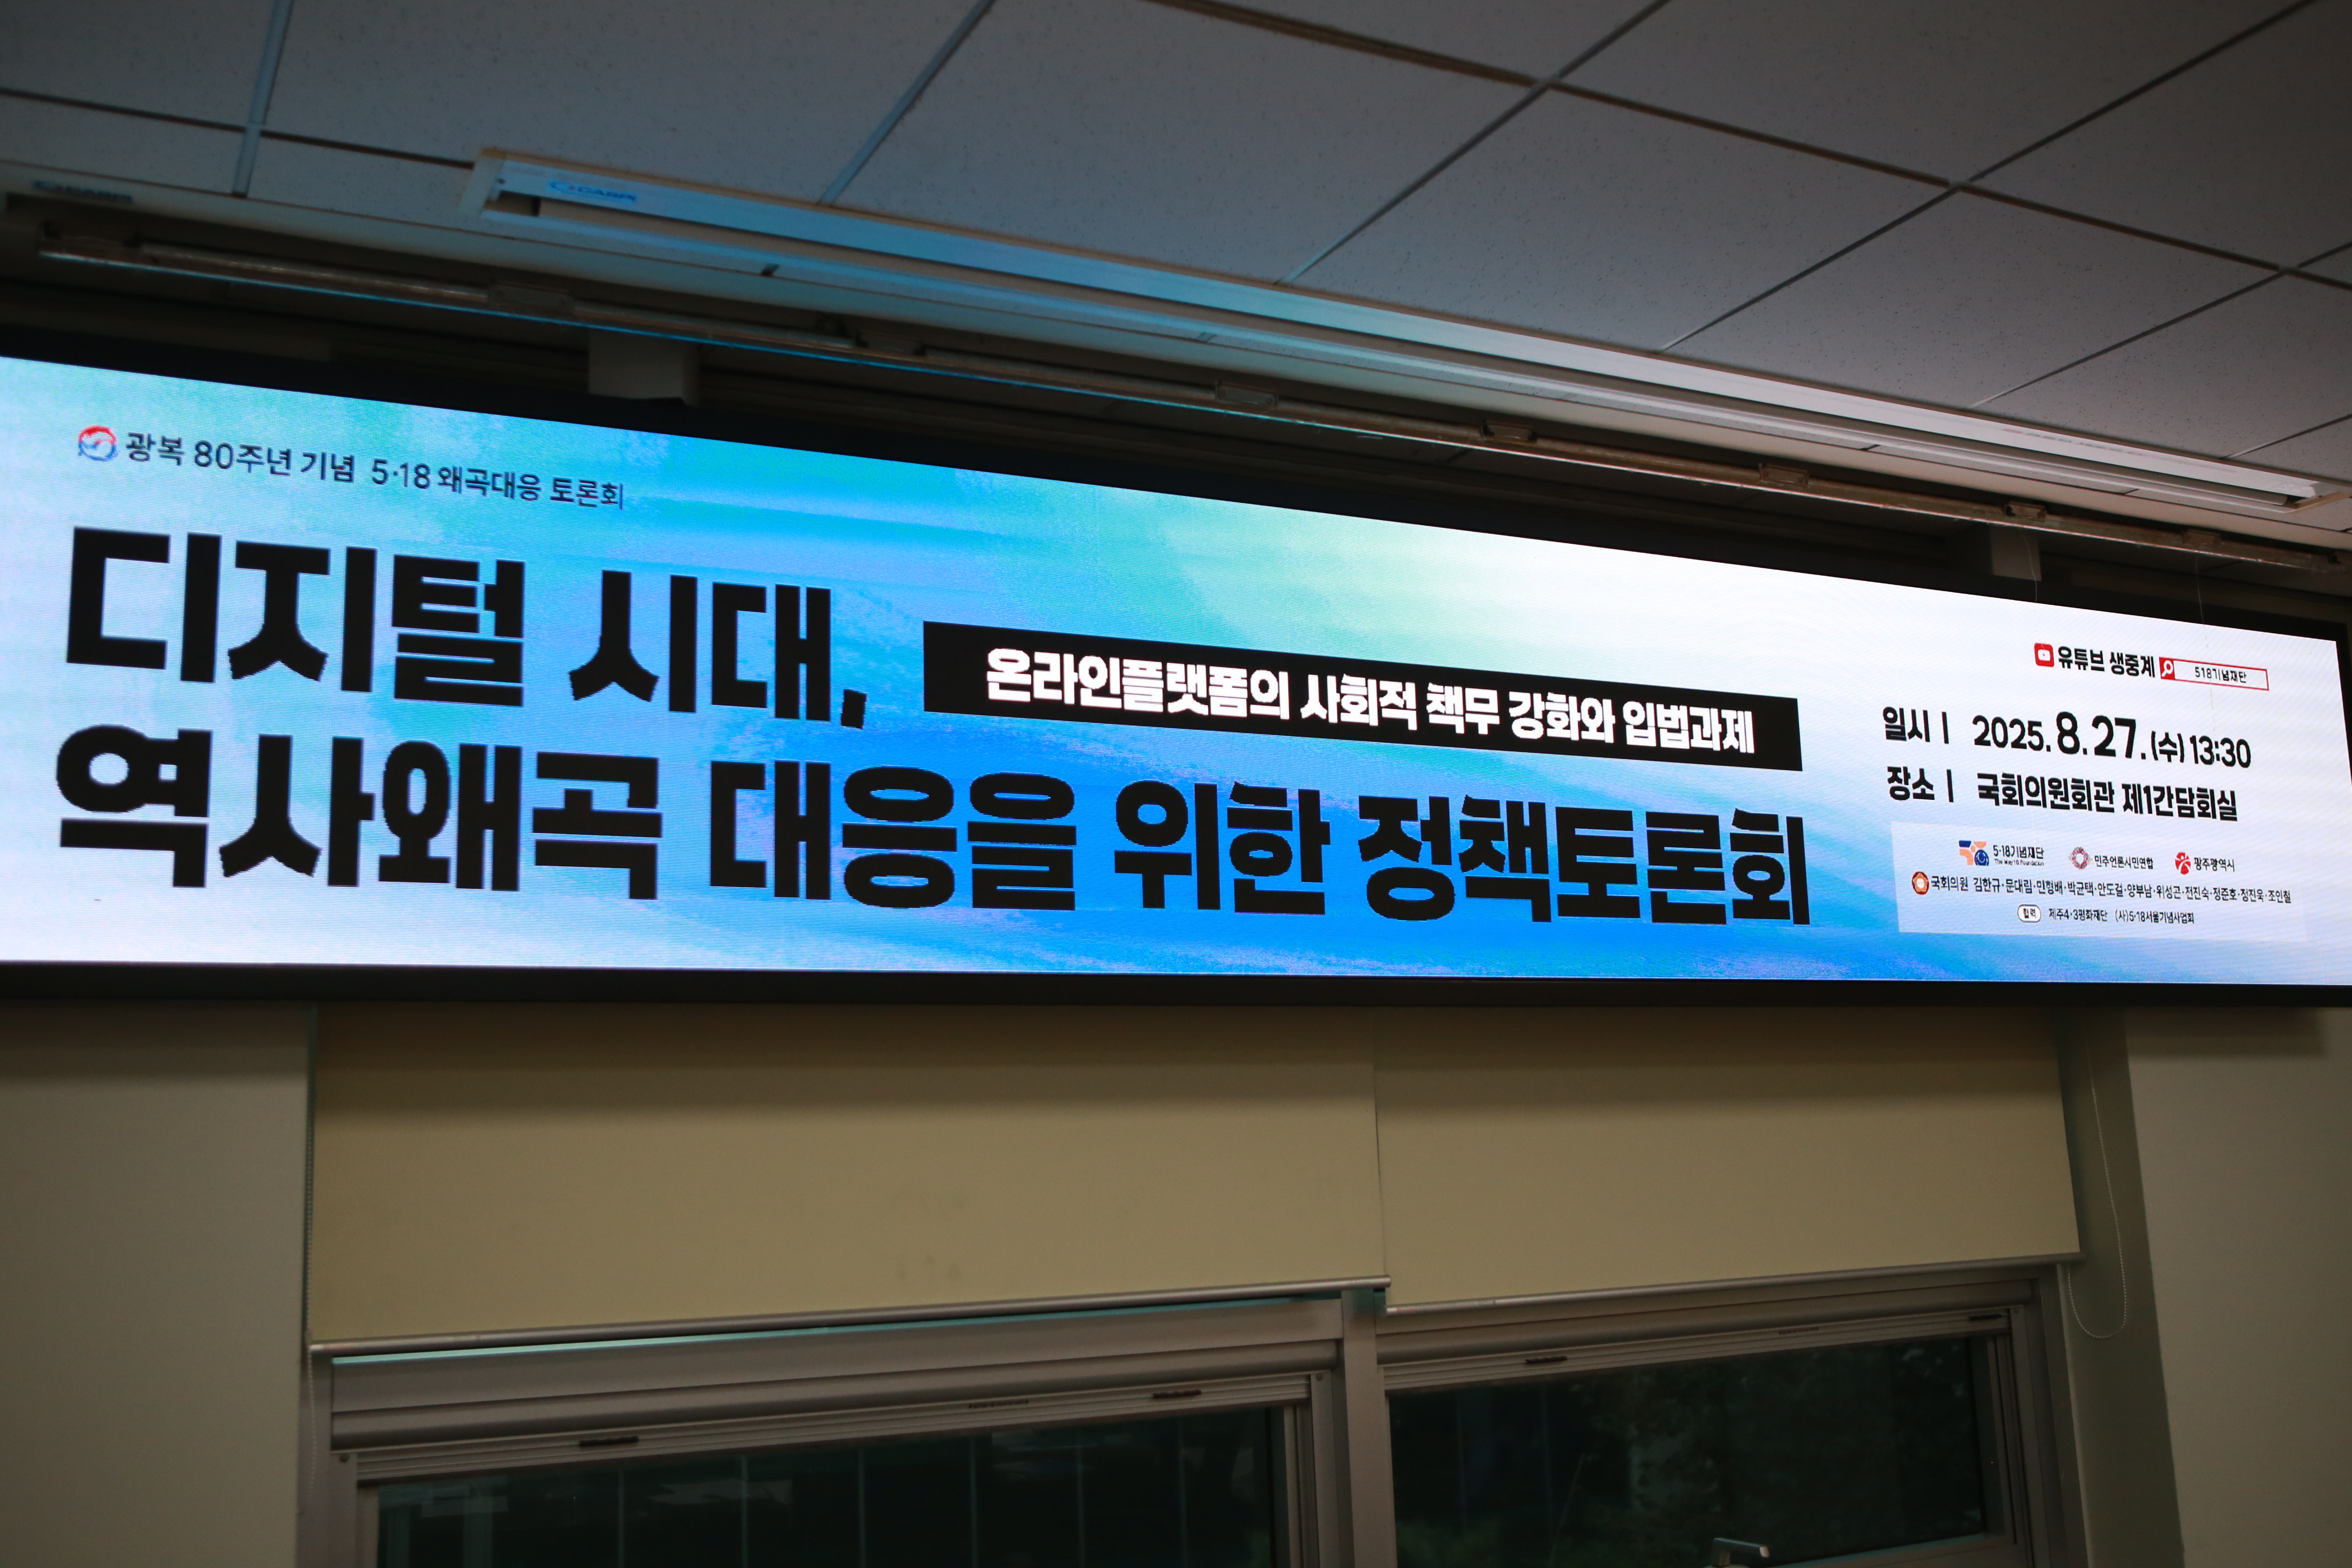 광복 80주년 기념 5·18 왜곡대응 토론회
디지털 시대,
온라인플랫폼의 사회적 책무 강화와 입법과제
역사왜곡 대응을 위한 정책토론회
유튜브 생중계 518기념재단
일시 | 2025. 8. 27. (수) 13:30
장소 | 국회의원회관 제1간담회실
5·18기념재단 민주언론시민연합 광주광역시
The May 18 Foundation
국회의원 김한규·문대림·민형배·박균택·안도걸·양부남·위성곤·전진숙·정준호·정진욱·조인철
협력 제주4·3평화재단 (사)5·18서울기념사업회
CARPI